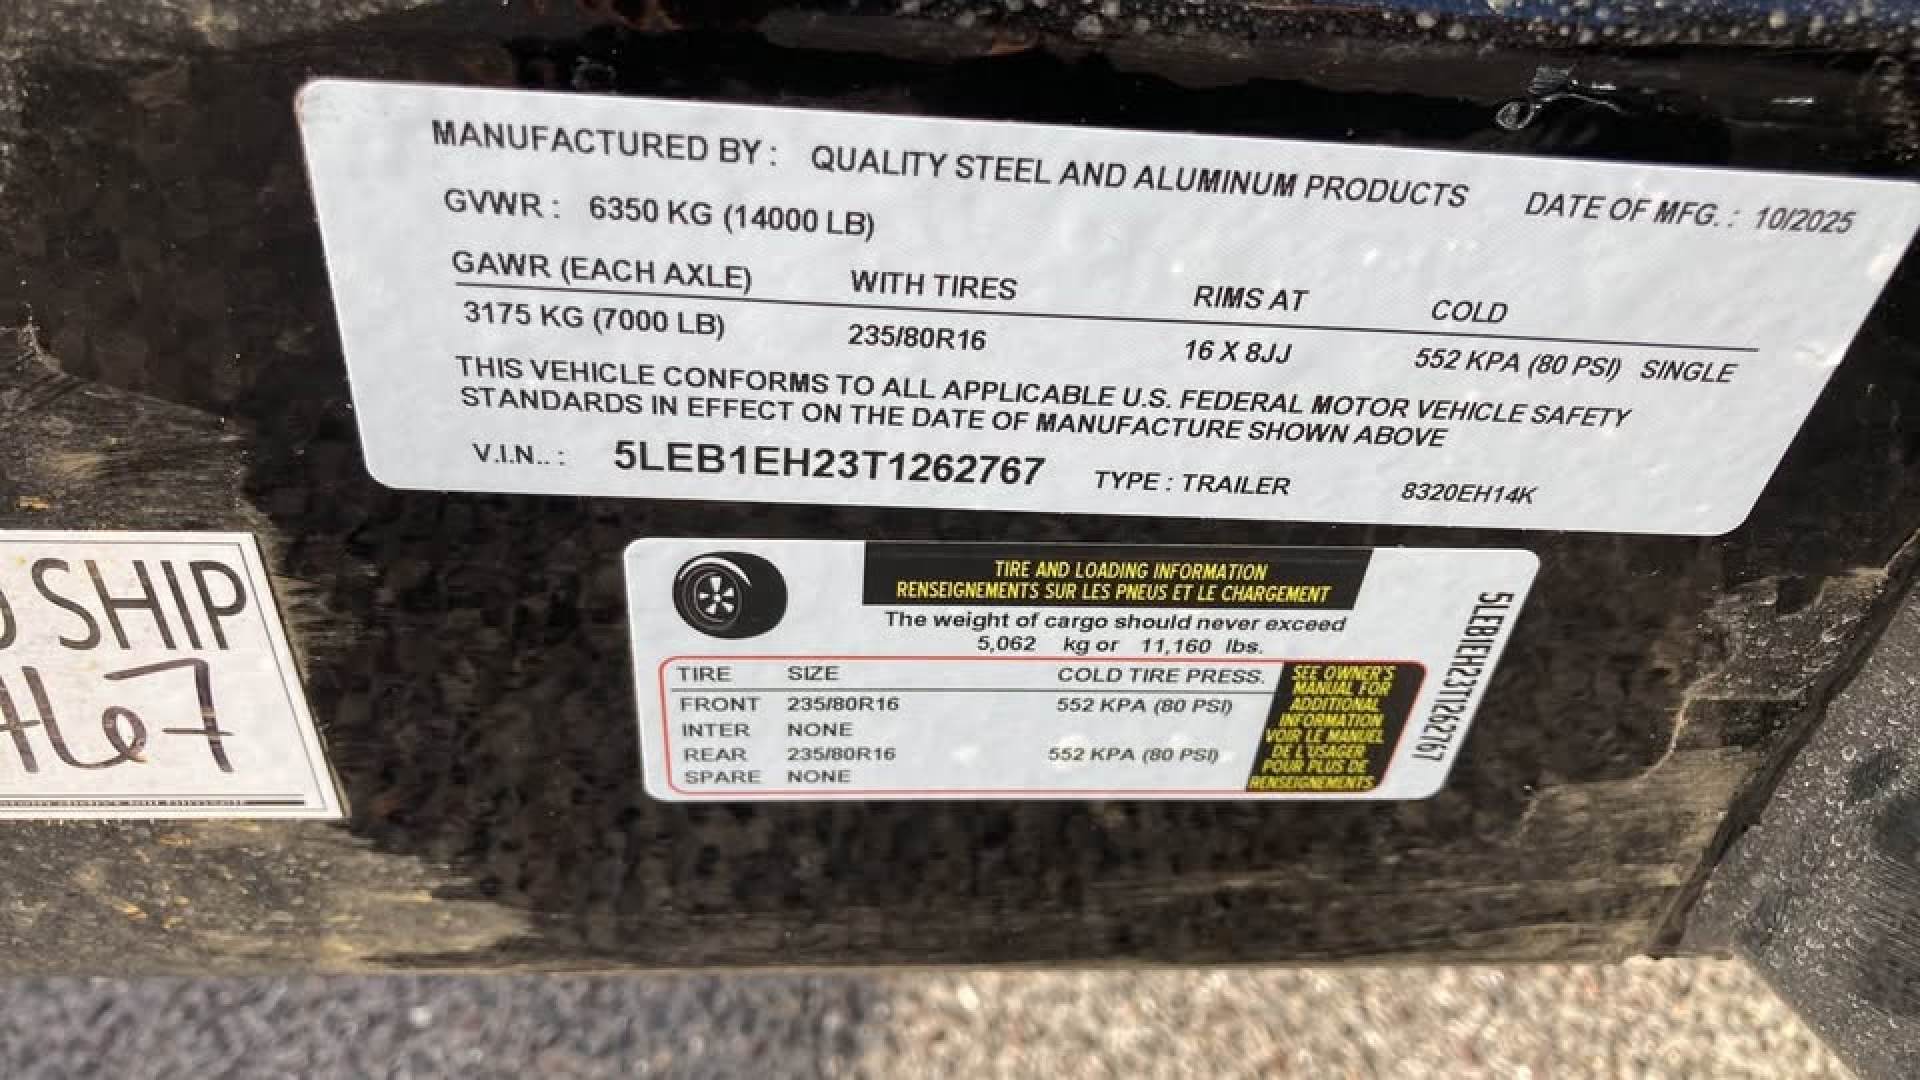 MANUFACTURED BY : QUALITY STEEL AND ALUMINUM PRODUCTS DATE OF MFG. : 10/2025
GVWR : 6350 KG (14000 LB)
GAWR (EACH AXLE) WITH TIRES RIMS AT COLD
3175 KG (7000 LB) 235/80R16 16 X 8JJ 552 KPA (80 PSI) SINGLE
THIS VEHICLE CONFORMS TO ALL APPLICABLE U.S. FEDERAL MOTOR VEHICLE SAFETY
STANDARDS IN EFFECT ON THE DATE OF MANUFACTURE SHOWN ABOVE
V.I.N.. : 5LEB1EH23T1262767 TYPE : TRAILER 8320EH14K
SHIP
767
TIRE AND LOADING INFORMATION
RENSEIGNEMENTS SUR LES PNEUS ET LE CHARGEMENT
The weight of cargo should never exceed
5,062 kg or 11,160 lbs.
TIRE SIZE COLD TIRE PRESS.
FRONT 235/80R16 552 KPA (80 PSI)
INTER NONE
REAR 235/80R16 552 KPA (80 PSI)
SPARE NONE
SEE OWNER'S
MANUAL FOR
ADDITIONAL
INFORMATION
VOIR LE MANUEL
DE L'USAGER
POUR PLUS DE
RENSEIGNEMENTS
5LEB1EH23T1262767